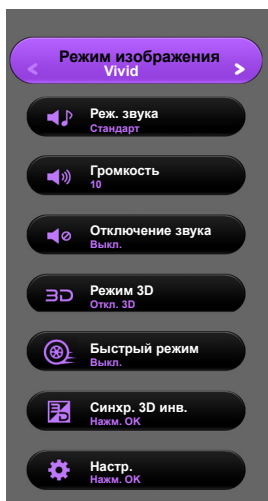 Режим изображения
Vivid
Реж. звука
Стандарт
Громкость
10
Отключение звука
Выкл.
3D
Режим 3D
Откл. 3D
Быстрый режим
Выкл.
Синхр. 3D инв.
Нажм. OK
Настр.
Нажм. OK